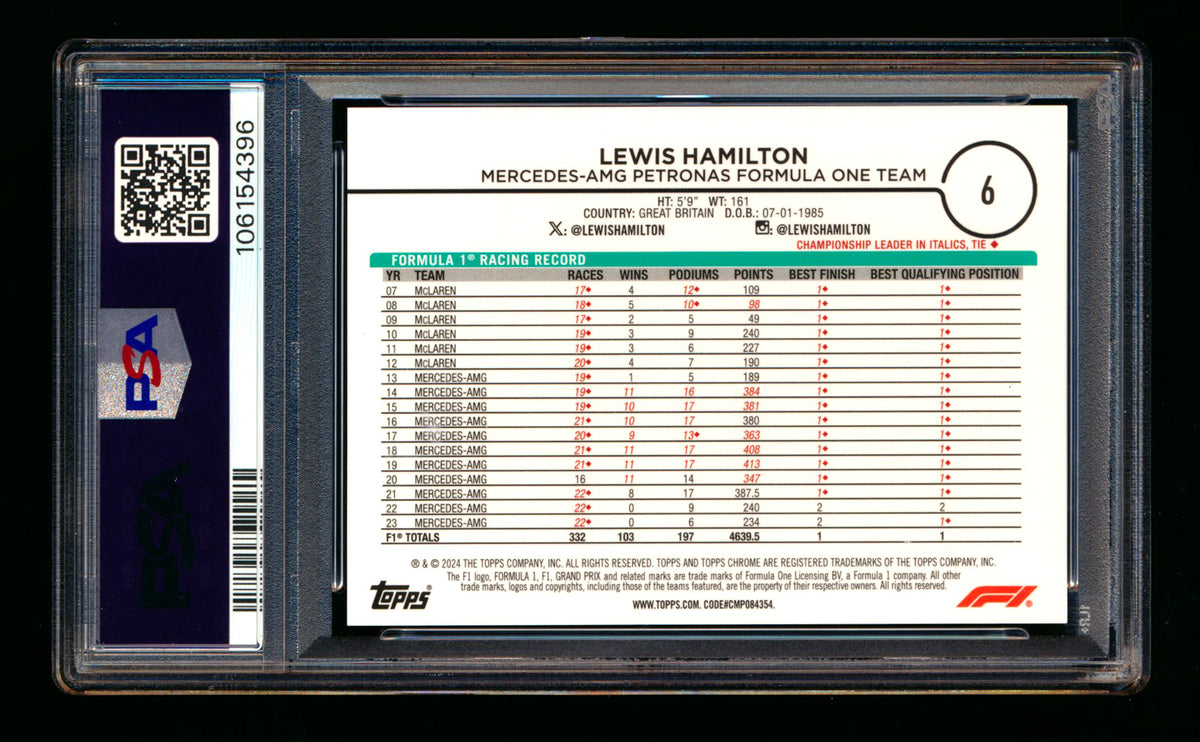 106154396
PSA
PSA
LEWIS HAMILTON
MERCEDES-AMG PETRONAS FORMULA ONE TEAM
6
HT: 5'9" WT: 161
COUNTRY: GREAT BRITAIN D.O.B.: 07-01-1985
X: @LEWISHAMILTON : @LEWISHAMILTON
CHAMPIONSHIP LEADER IN ITALICS, TIE ♦
FORMULA 1® RACING RECORD
YR TEAM RACES WINS PODIUMS POINTS BEST FINISH BEST QUALIFYING POSITION
07 McLAREN 17♦ 4 12♦ 109 1♦ 1♦
08 McLAREN 18♦ 5 10♦ 98 1♦ 1♦
09 McLAREN 17♦ 2 5 49 1♦ 1♦
10 McLAREN 19♦ 3 9 240 1♦ 1♦
11 McLAREN 19♦ 3 6 227 1♦ 1♦
12 McLAREN 20♦ 4 7 190 1♦ 1♦
13 MERCEDES-AMG 19♦ 1 5 189 1♦ 1♦
14 MERCEDES-AMG 19♦ 11 16 384 1♦ 1♦
15 MERCEDES-AMG 19♦ 10 17 381 1♦ 1♦
16 MERCEDES-AMG 21♦ 10 17 380 1♦ 1♦
17 MERCEDES-AMG 20♦ 9 13♦ 363 1♦ 1♦
18 MERCEDES-AMG 21♦ 11 17 408 1♦ 1♦
19 MERCEDES-AMG 21♦ 11 17 413 1♦ 1♦
20 MERCEDES-AMG 16 11 14 347 1♦ 1♦
21 MERCEDES-AMG 22♦ 8 17 387.5 1♦ 1♦
22 MERCEDES-AMG 22♦ 0 9 240 2 2
23 MERCEDES-AMG 22♦ 0 6 234 2 1♦
F1® TOTALS 332 103 197 4639.5 1 1
® & © 2024 THE TOPPS COMPANY, INC. ALL RIGHTS RESERVED. TOPPS AND TOPPS CHROME ARE REGISTERED TRADEMARKS OF THE TOPPS COMPANY, INC.
The F1 logo, FORMULA 1, F1, GRAND PRIX and related marks are trade marks of Formula One Licensing BV, a Formula 1 company. All other
trade marks, logos and copyrights, including those of the teams featured, are the property of their respective owners. All rights reserved.
WWW.TOPPS.COM. CODE#CMP084354.
Topps®
F1®